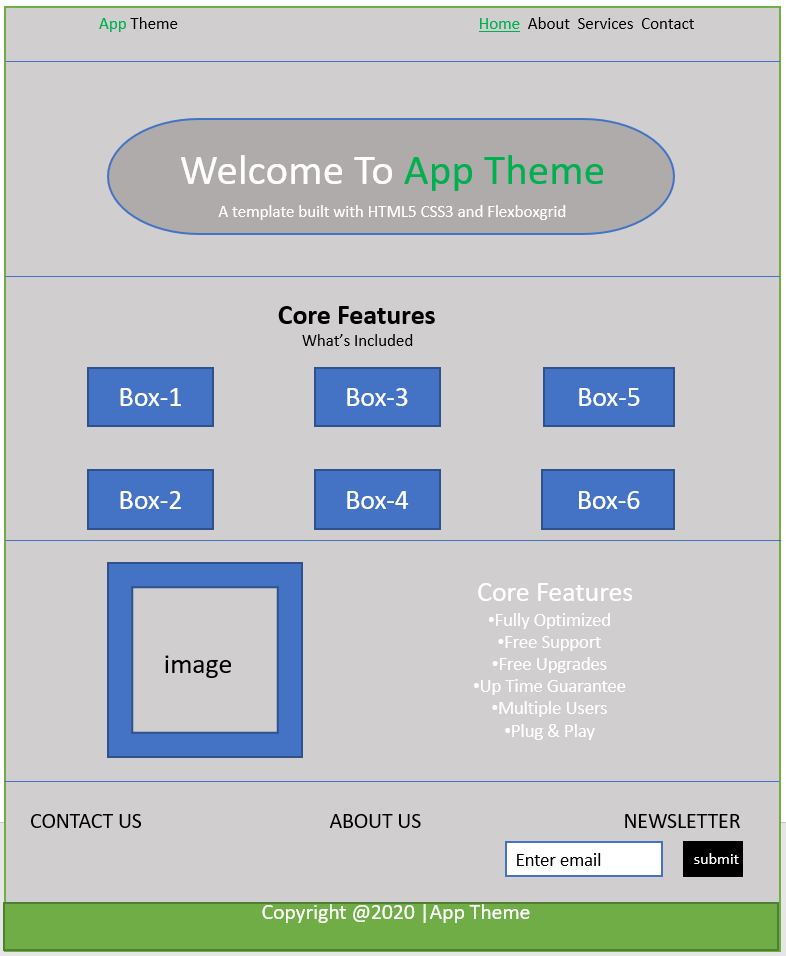 App Theme
Home About Services Contact
Welcome To App Theme
A template built with HTML5 CSS3 and Flexboxgrid
Core Features
What’s Included
Box-1
Box-3
Box-5
Box-2
Box-4
Box-6
image
Core Features
•Fully Optimized
•Free Support
•Free Upgrades
•Up Time Guarantee
•Multiple Users
•Plug & Play
CONTACT US
ABOUT US
NEWSLETTER
Enter email
submit
Copyright @2020 |App Theme